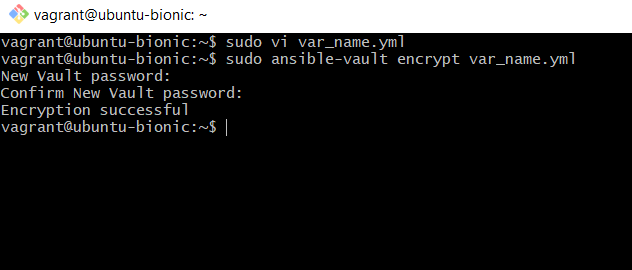 vagrant@ubuntu-bionic: ~
vagrant@ubuntu-bionic:~$ sudo vi var_name.yml
vagrant@ubuntu-bionic:~$ sudo ansible-vault encrypt var_name.yml
New Vault password:
Confirm New Vault password:
Encryption successful
vagrant@ubuntu-bionic:~$